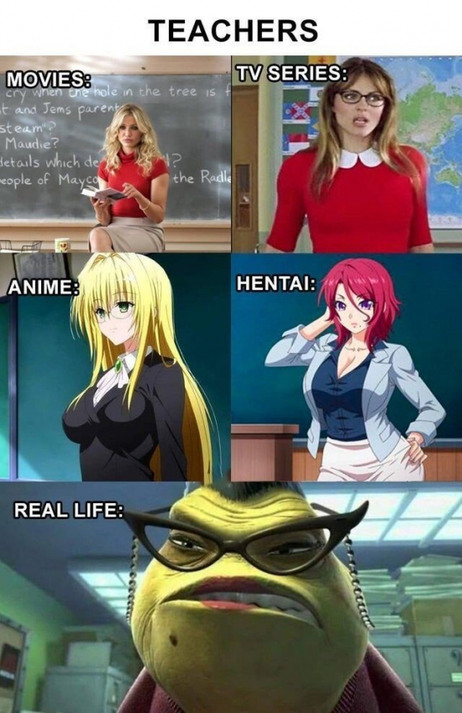 TEACHERS
MOVIES:
TV SERIES:
cry when the hole in the tree is f
t and Jems parent
steam?
Maudie?
details which de
?
eople of Mayco
the Radle
ANIME:
HENTAI:
REAL LIFE: